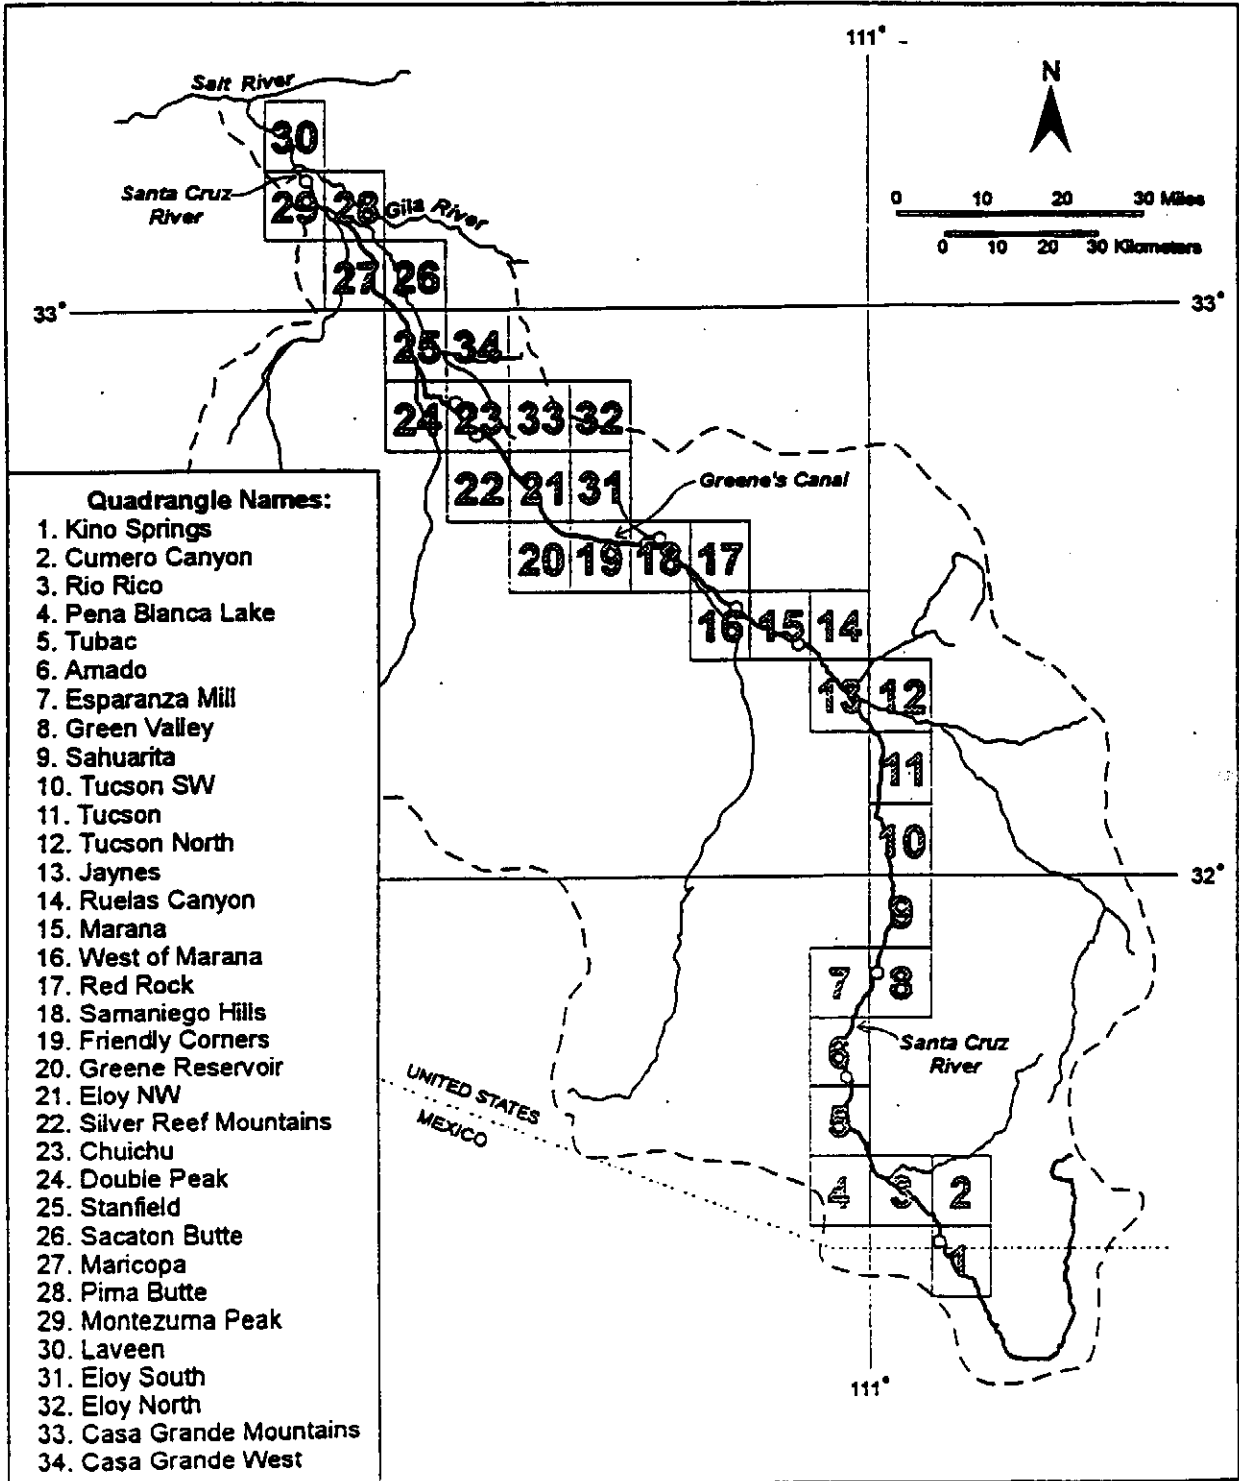 111°
N
Salt River
30
0 10 20 30 Miles
Santa Cruz
River
29 28
Gila River
0 10 20 30 Kilometers
27 26
33° 33°
25 34
24 23 33 32
22 21 31
Greene's Canal
20 19 18 17
16 15 14
13 12
11
10
32°
9
7 8
6
Santa Cruz
River
5
UNITED STATES
MEXICO
4 3 2
1
111°
Quadrangle Names:
1. Kino Springs
2. Cumero Canyon
3. Rio Rico
4. Pena Blanca Lake
5. Tubac
6. Amado
7. Esparanza Mill
8. Green Valley
9. Sahuarita
10. Tucson SW
11. Tucson
12. Tucson North
13. Jaynes
14. Ruelas Canyon
15. Marana
16. West of Marana
17. Red Rock
18. Samaniego Hills
19. Friendly Corners
20. Greene Reservoir
21. Eloy NW
22. Silver Reef Mountains
23. Chuichu
24. Double Peak
25. Stanfield
26. Sacaton Butte
27. Maricopa
28. Pima Butte
29. Montezuma Peak
30. Laveen
31. Eloy South
32. Eloy North
33. Casa Grande Mountains
34. Casa Grande West